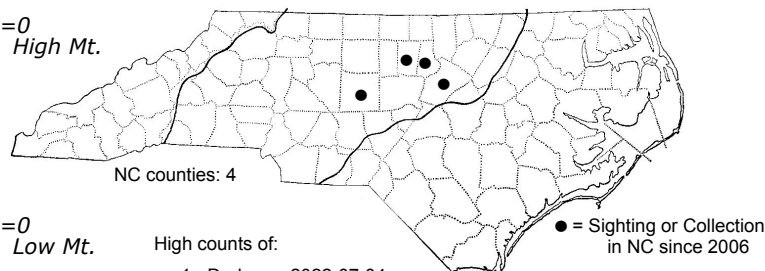 =0
High Mt.
NC counties: 4
=0
Low Mt.
High counts of:
● = Sighting or Collection
in NC since 2006